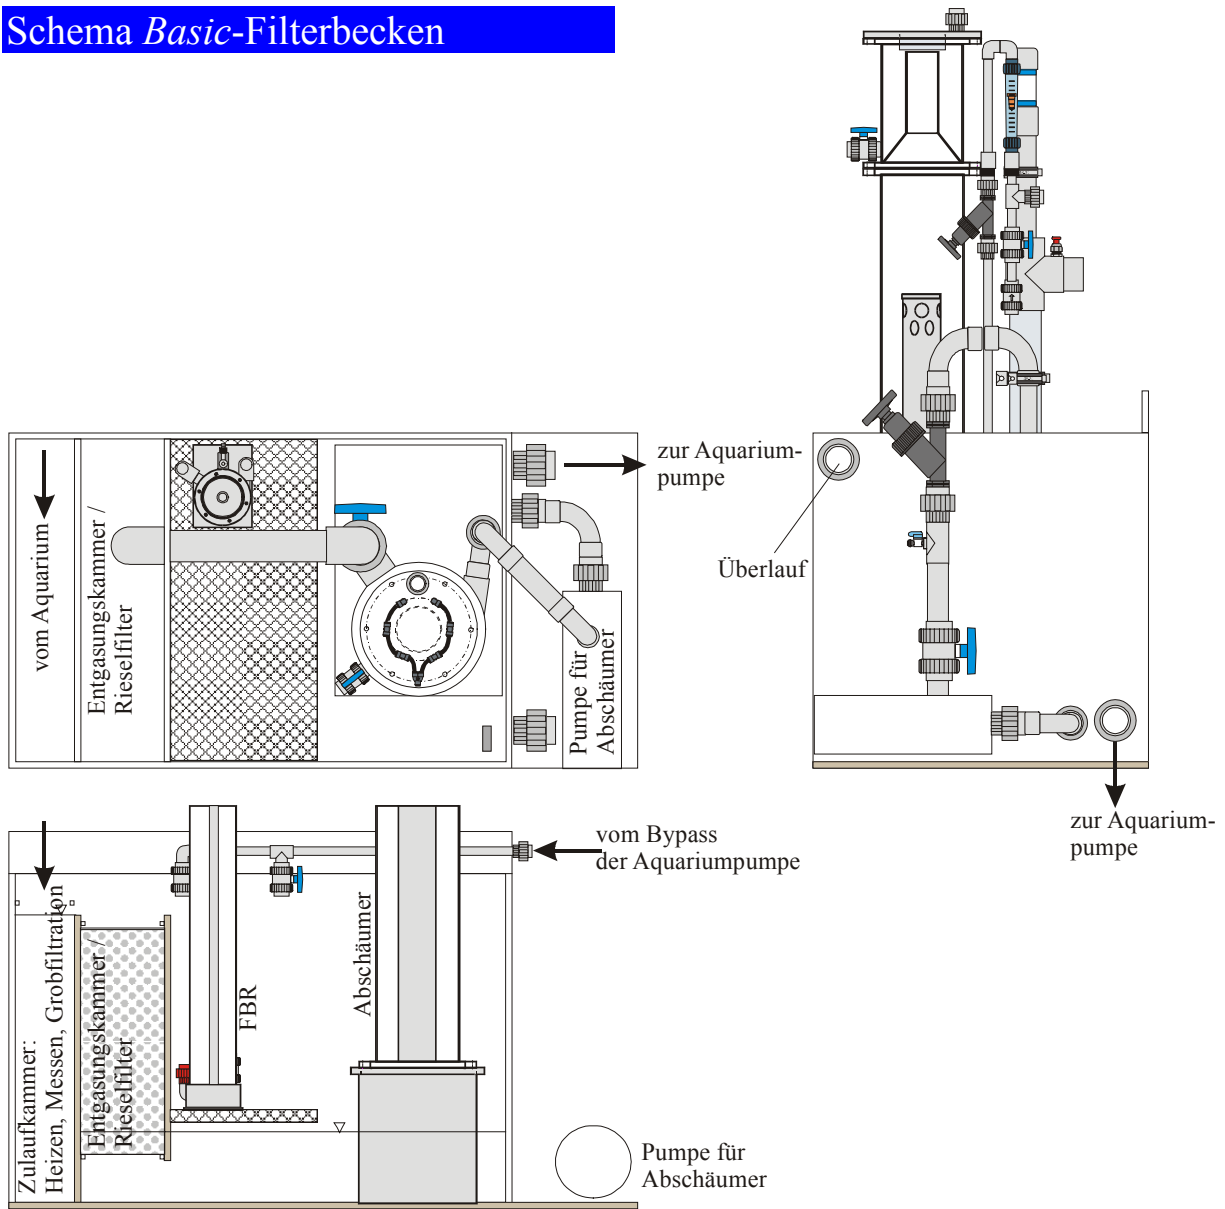 Schema Basic-Filterbecken
zur Aquarium-
pumpe
vom Aquarium
Entgasungskammer /
Rieselfilter
Pumpe für
Abschäumer
Überlauf
zur Aquarium-
pumpe
vom Bypass
der Aquariumpumpe
Zulaufkammer:
Heizen, Messen, Grobfiltration
Entgasungskammer /
Rieselfilter
FBR
Abschäumer
Pumpe für
Abschäumer